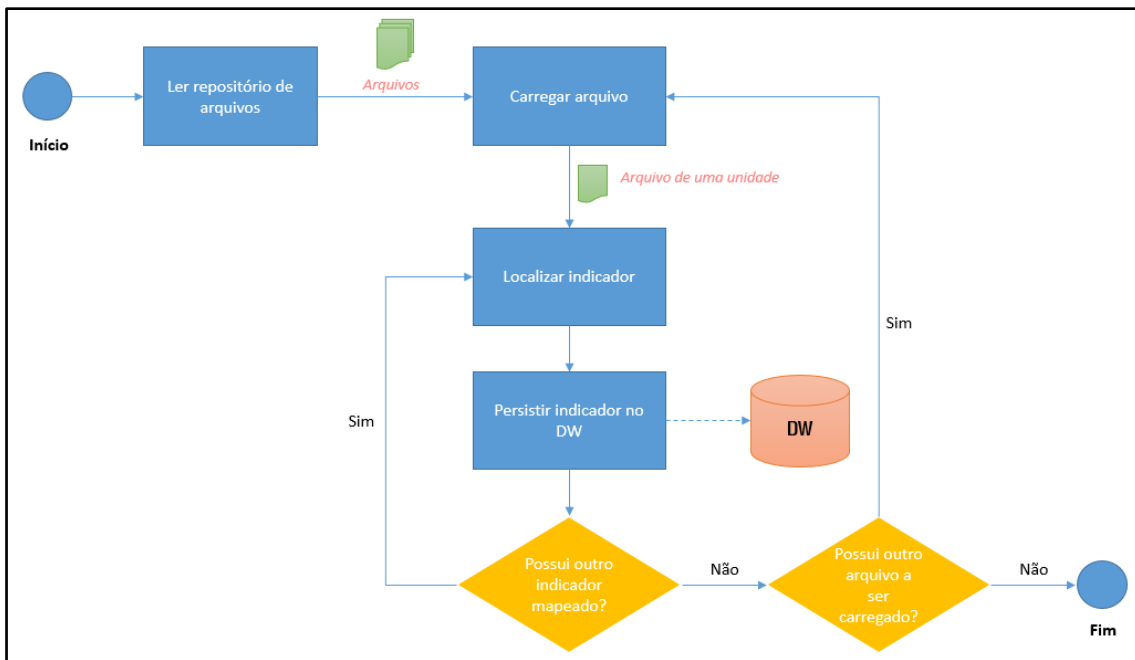 Início
Ler repositório de
arquivos
Arquivos
Carregar arquivo
Arquivo de uma unidade
Localizar indicador
Sim
Sim
Persistir indicador no
DW
DW
Possui outro
indicador
mapeado?
Não
Possui outro
arquivo a
ser
carregado?
Não
Fim